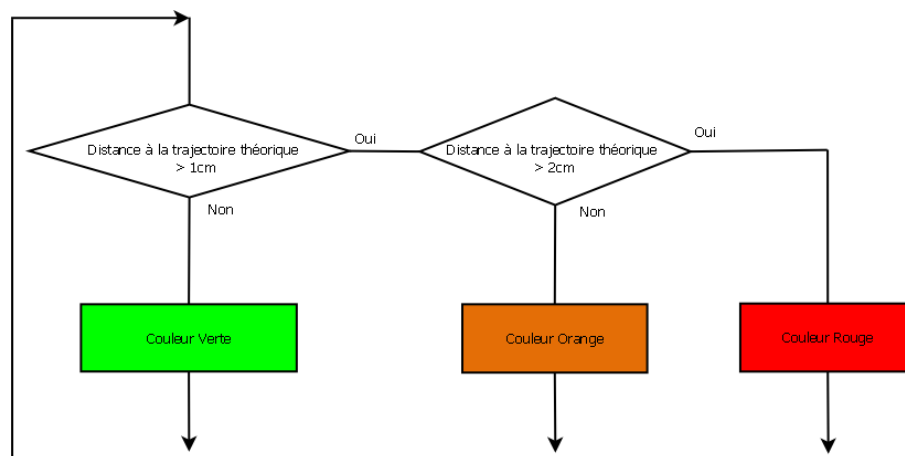 Distance à la trajectoire théorique
> 1cm
Oui
Non
Distance à la trajectoire théorique
> 2cm
Oui
Non
Couleur Verte
Couleur Orange
Couleur Rouge